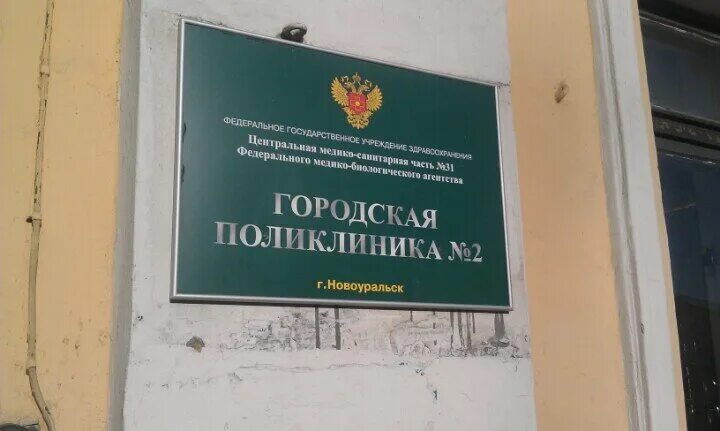 ФЕДЕРАЛЬНОЕ ГОСУДАРСТВЕННОЕ УЧРЕЖДЕНИЕ ЗДРАВООХРАНЕНИЯ
Центральная медико-санитарная часть №31
Федерального медико-биологического агентства
ГОРОДСКАЯ
ПОЛИКЛИНИКА №2
г.Новоуральск